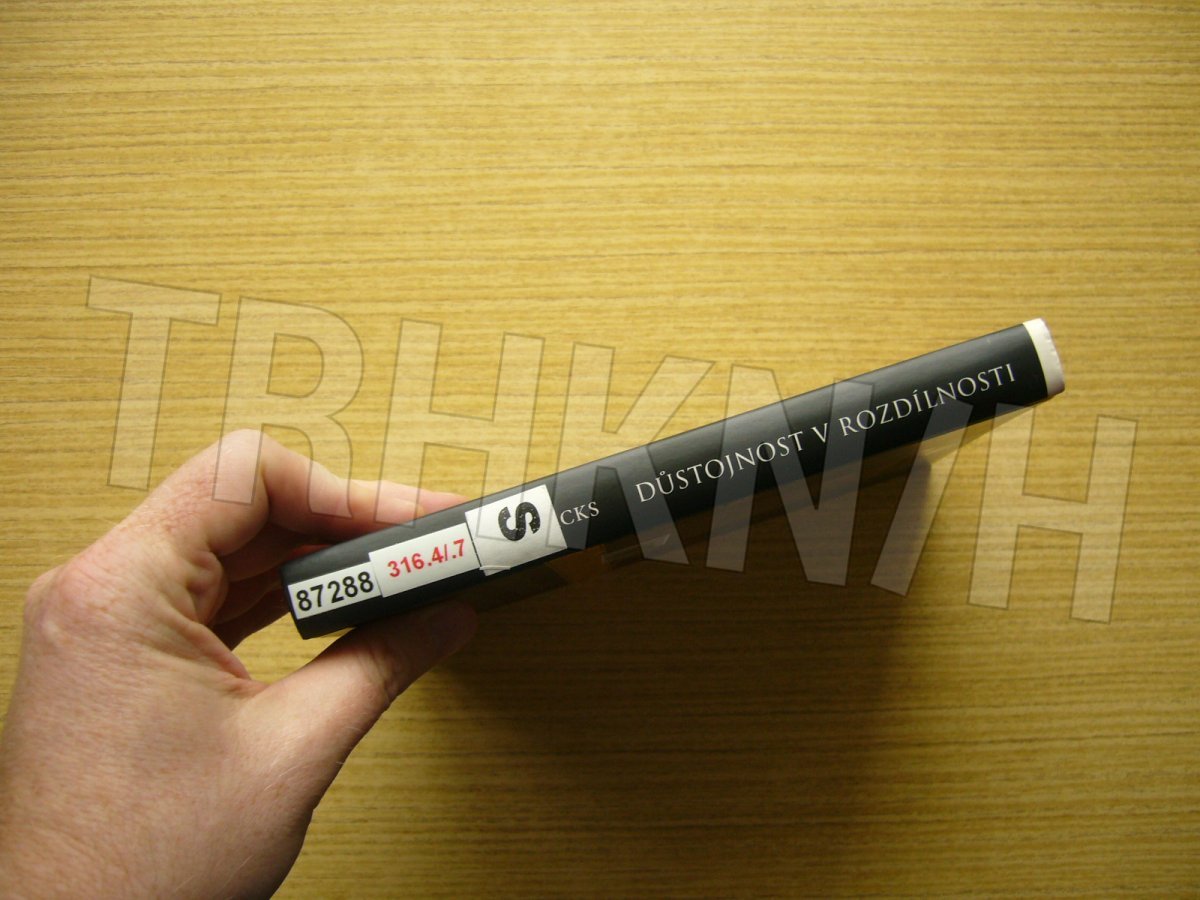 87288
316.4/.7
S
CKS DŮSTOJNOST V ROZDÍLNOSTI
TRHKNIH